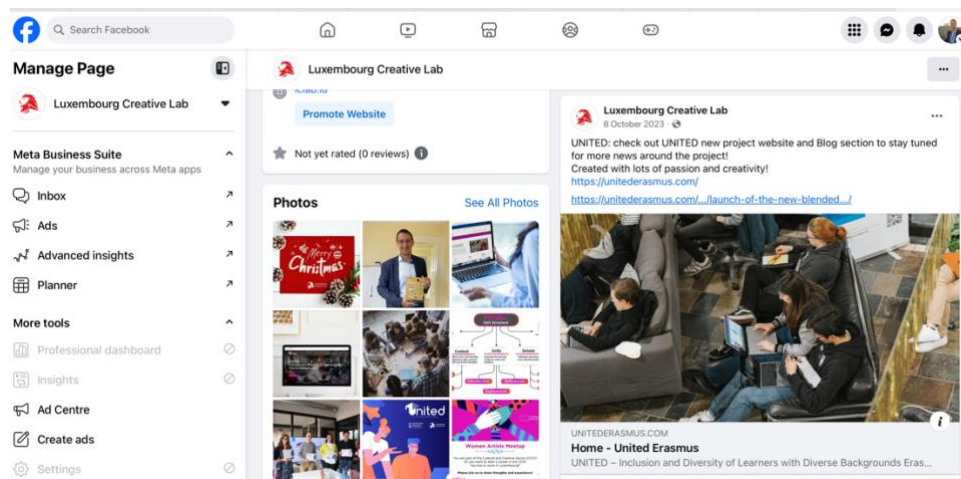 Search Facebook
Manage Page
Luxembourg Creative Lab
Meta Business Suite
Manage your business across Meta apps
Inbox
Ads
Advanced insights
Planner
More tools
Professional dashboard
Insights
Ad Centre
Create ads
Settings
Luxembourg Creative Lab
Promote Website
Not yet rated (0 reviews)
Photos
See All Photos
Merry
Christmas
united
Women Artists Meetup
Luxembourg Creative Lab
8 October 2023
UNITED: check out UNITED new project website and Blog section to stay tuned
for more news around the project!
Created with lots of passion and creativity!
https://unitederasmus.com/
https://unitederasmus.com/.../launch-of-the-new-blended.../
UNITEDERASMUS.COM
Home - United Erasmus
UNITED – Inclusion and Diversity of Learners with Diverse Backgrounds Eras...